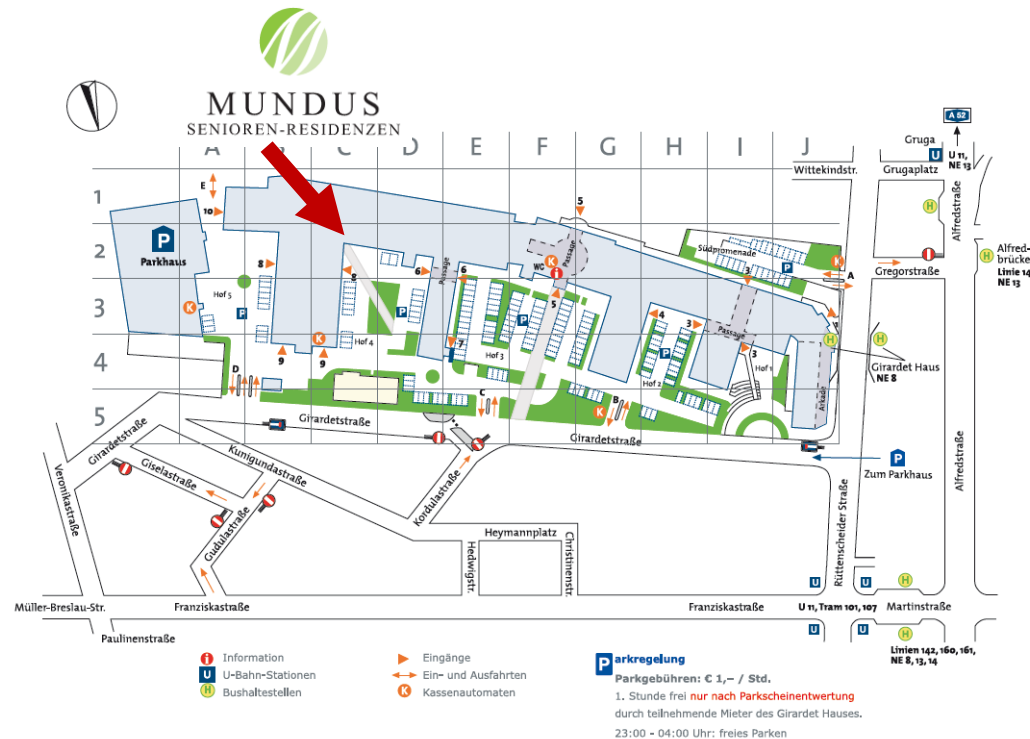 MUNDUS
SENIOREN-RESIDENZEN
A 52
Gruga
U
U 11,
NE 13
A B C D E F G H I J
Wittekindstr.
Grugaplatz
Alfredstraße
H
1
E
10
5
2
P
Parkhaus
8
8
6
Passage
6
WC
K
Passage
Südpromenade
P
3
K
A
Gregorstraße
H
Alfred-
brücke
Linie 14
NE 13
3
K
Hof 5
P
P
P
5
4
3
Passage
1
K
Hof 4
H
H
Girardet Haus
NE 8
4
9
9
7
Hof 3
P
3
Hof 1
Hof 2
D
5
C
B
K
Arkade
Girardetstraße
Girardetstraße
P
Zum Parkhaus
Girardetstraße
Giselastraße
Kunigundastraße
Veronikastraße
Gudulastraße
Kordulastraße
Heymannplatz
Hedwigstr.
Christinenstr.
Rüttenscheider Straße
Alfredstraße
U
U
H
Müller-Breslau-Str.
Franziskastraße
Franziskastraße
U 11, Tram 101, 107
Martinstraße
U
U
H
Paulinenstraße
Linien 142, 160, 161,
NE 8, 13, 14
Information
U U-Bahn-Stationen
H Bushaltestellen
Eingänge
Ein- und Ausfahrten
K Kassenautomaten
Parkregelung
Parkgebühren: € 1,– / Std.
1. Stunde frei nur nach Parkscheinentwertung
durch teilnehmende Mieter des Girardet Hauses.
23:00 - 04:00 Uhr: freies Parken